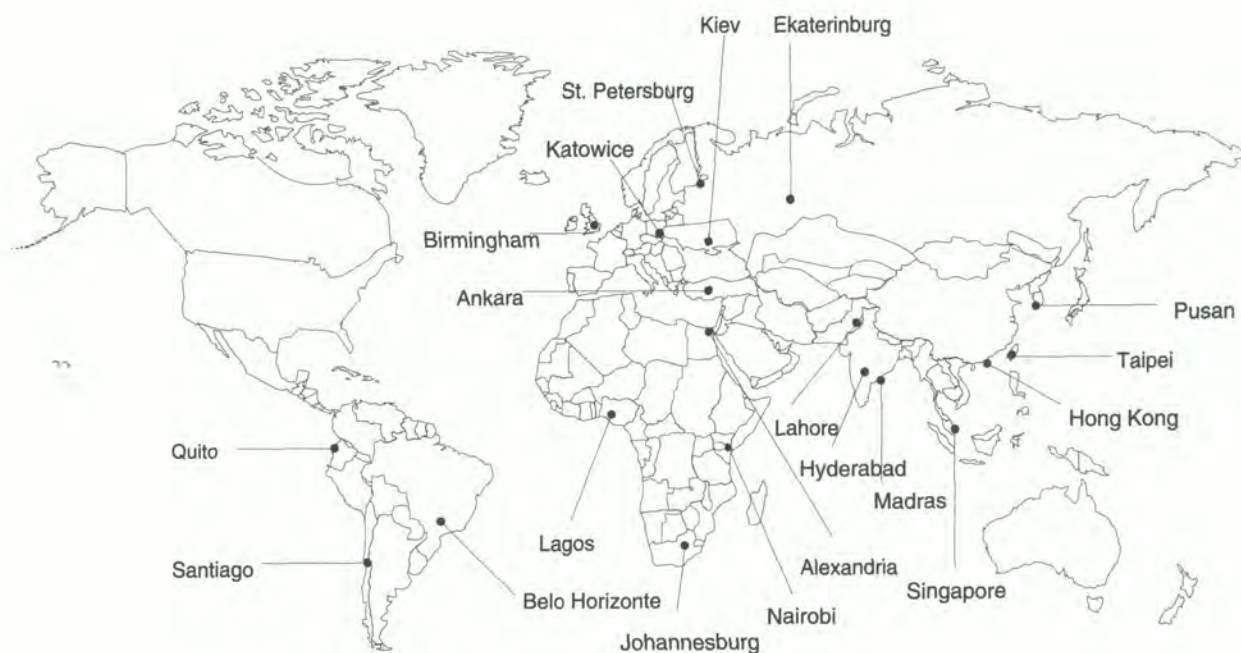 Kiev
Ekaterinburg
St. Petersburg
Katowice
Birmingham
Ankara
Pusan
Taipei
Hong Kong
Lahore
Quito
Hyderabad
Madras
Lagos
Alexandria
Santiago
Singapore
Belo Horizonte
Nairobi
Johannesburg